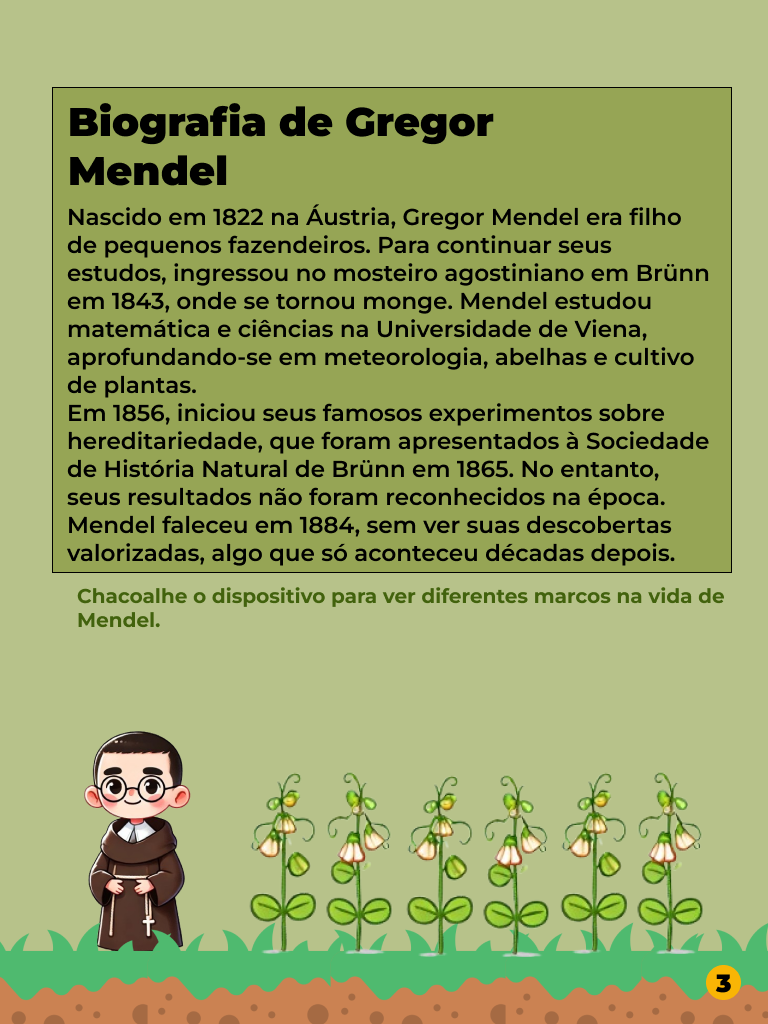 Biografia de Gregor
Mendel
Nascido em 1822 na Áustria, Gregor Mendel era filho
de pequenos fazendeiros. Para continuar seus
estudos, ingressou no mosteiro agostiniano em Brünn
em 1843, onde se tornou monge. Mendel estudou
matemática e ciências na Universidade de Viena,
aprofundando-se em meteorologia, abelhas e cultivo
de plantas.
Em 1856, iniciou seus famosos experimentos sobre
hereditariedade, que foram apresentados à Sociedade
de História Natural de Brünn em 1865. No entanto,
seus resultados não foram reconhecidos na época.
Mendel faleceu em 1884, sem ver suas descobertas
valorizadas, algo que só aconteceu décadas depois.
Chacoalhe o dispositivo para ver diferentes marcos na vida de
Mendel.
3